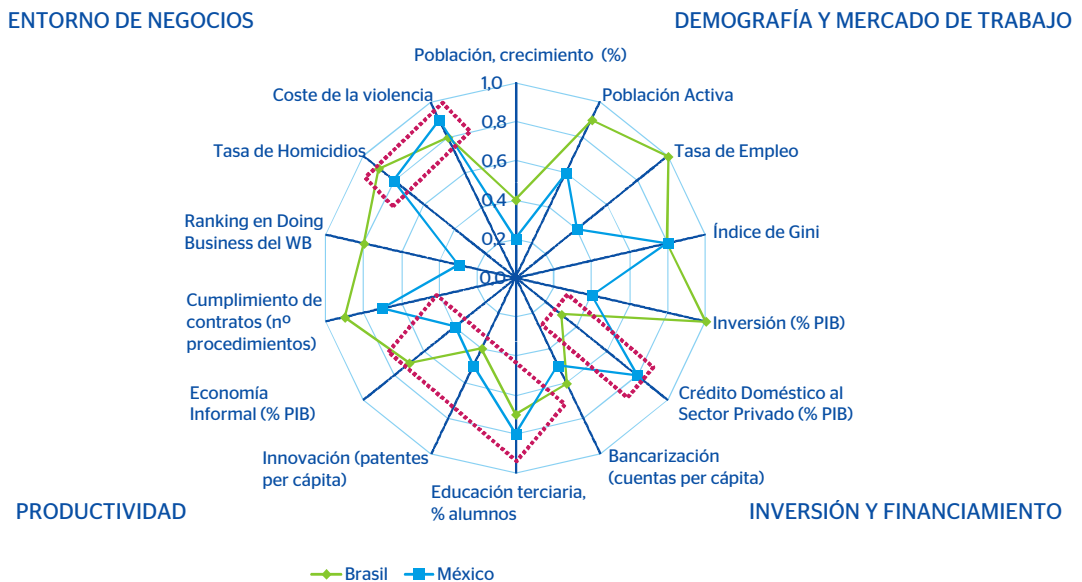 ENTORNO DE NEGOCIOS
DEMOGRAFÍA Y MERCADO DE TRABAJO
Población, crecimiento (%)
Coste de la violencia
1,0
Población Activa
0,8
Tasa de Homicidios
Tasa de Empleo
0,6
0,4
Ranking en Doing
Business del WB
Índice de Gini
0,2
0,0
Cumplimiento de
contratos (nº
procedimientos)
Inversión (% PIB)
Economía
Informal (% PIB)
Crédito Doméstico al
Sector Privado (% PIB)
Innovación (patentes
per cápita)
Bancarización
(cuentas per cápita)
Educación terciaria,
% alumnos
PRODUCTIVIDAD
INVERSIÓN Y FINANCIAMIENTO
Brasil
México